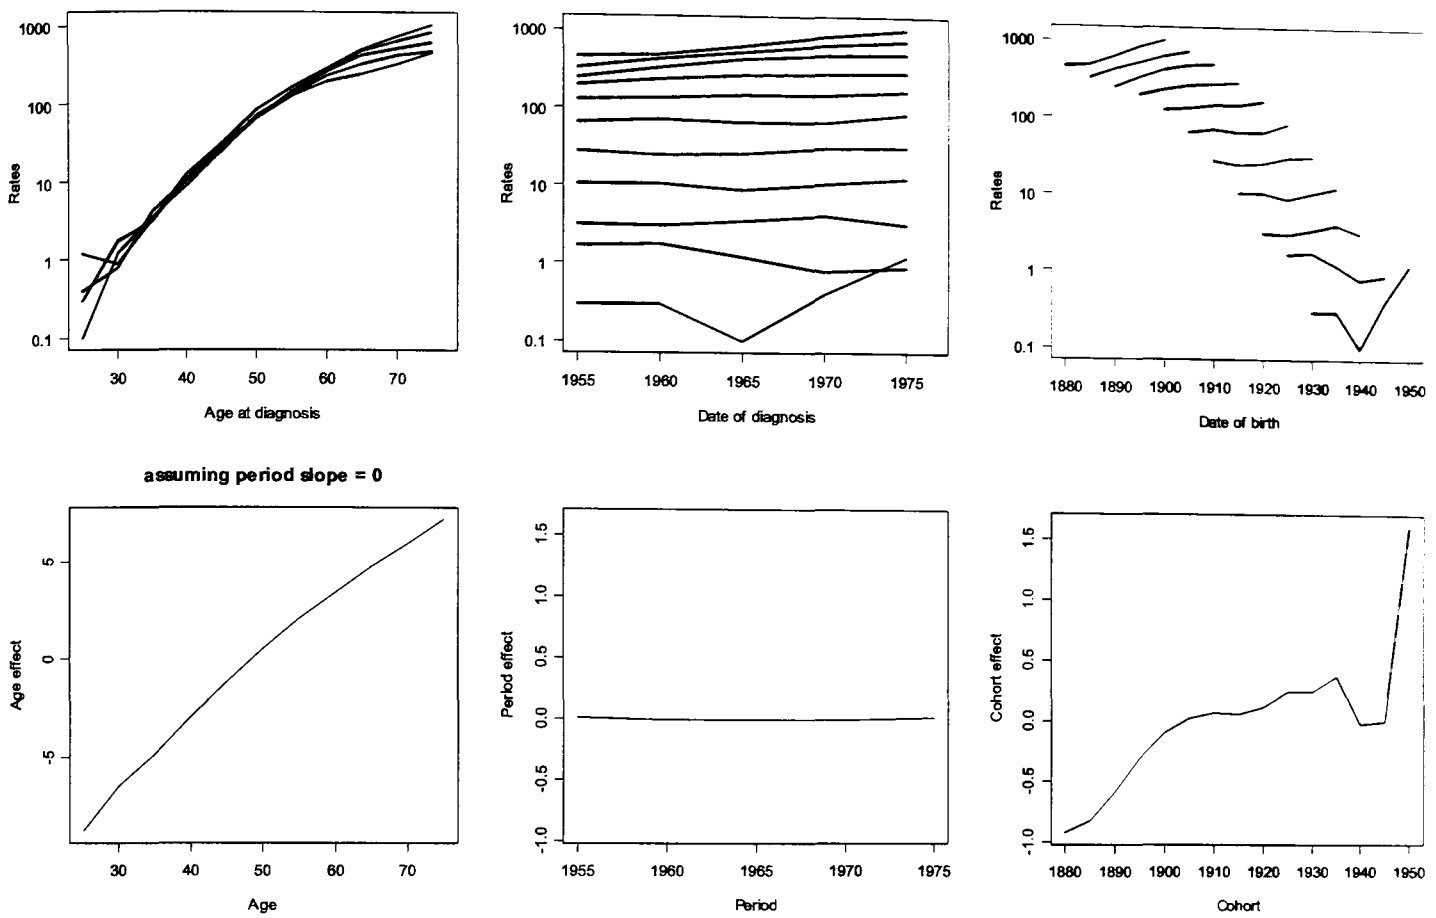 Rates
1000
100
10
1
0.1
30 40 50 60 70
Age at diagnosis
Rates
1000
100
10
1
0.1
1955 1960 1965 1970 1975
Date of diagnosis
Rates
1000
100
10
1
0.1
1880 1890 1900 1910 1920 1930 1940 1950
Date of birth
assuming period slope = 0
Age effect
5
0
-5
30 40 50 60 70
Age
Period effect
1.5
1.0
0.5
0.0
-0.5
-1.0
1955 1960 1965 1970 1975
Period
Cohort effect
1.5
1.0
0.5
0.0
-0.5
-1.0
1880 1890 1900 1910 1920 1930 1940 1950
Cohort